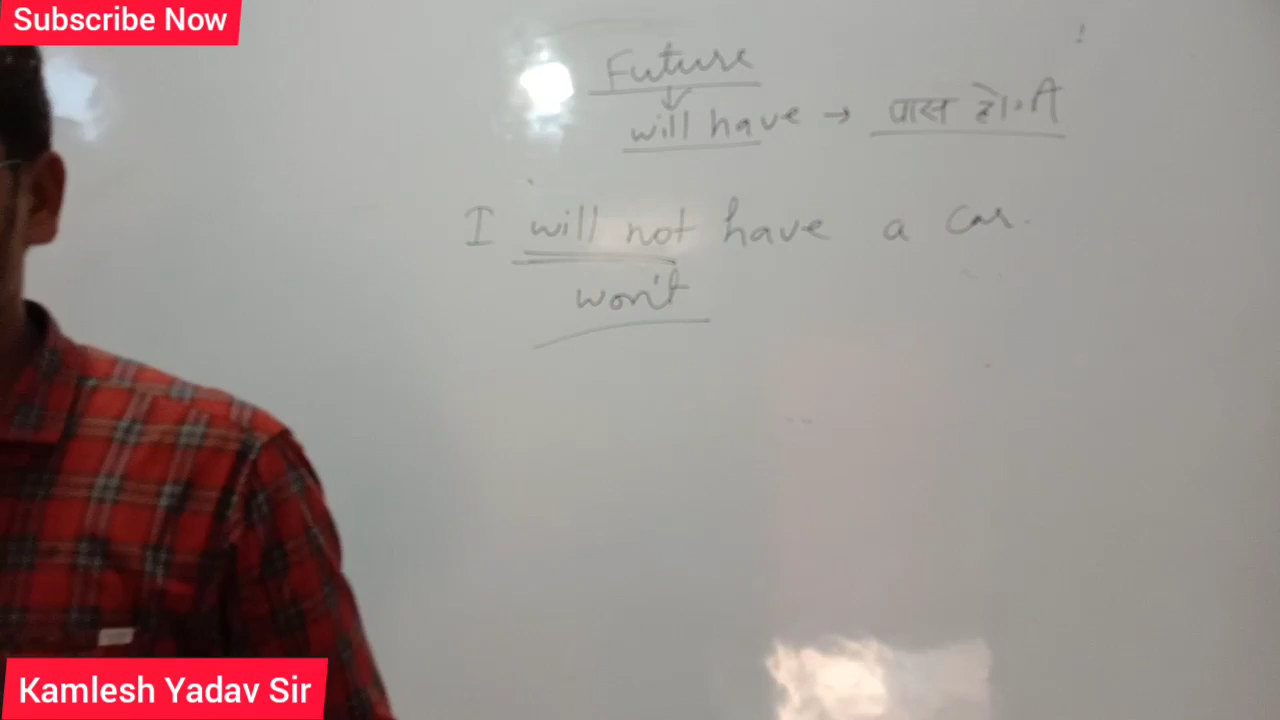 Subscribe Now
Future
will have → पास होगा
I will not have a car.
won't
Kamlesh Yadav Sir